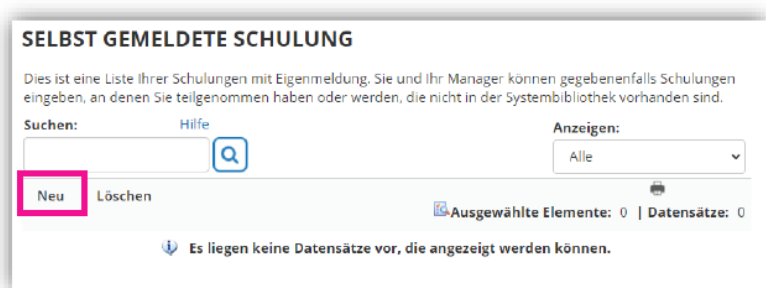 SELBST GEMELDETE SCHULUNG
Dies ist eine Liste Ihrer Schulungen mit Eigenmeldung. Sie und Ihr Manager können gegebenenfalls Schulungen
eingeben, an denen Sie teilgenommen haben oder werden, die nicht in der Systembibliothek vorhanden sind.
Suchen: Hilfe Anzeigen:
Alle
Neu Löschen
Ausgewählte Elemente: 0 | Datensätze: 0
Es liegen keine Datensätze vor, die angezeigt werden können.